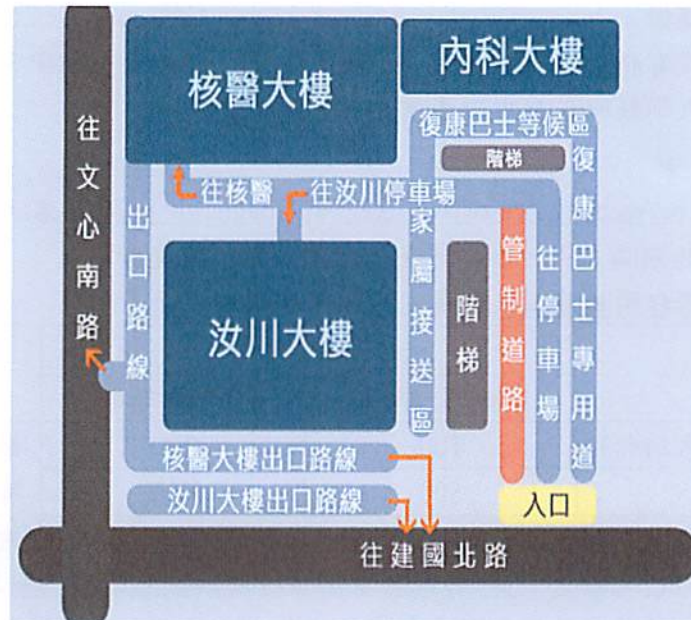 核醫大樓
內科大樓
往文心南路
復康巴士等候區
階梯
復康巴士專用道
往核醫
往汝川停車場
出口路線
家屬接送區
階梯
管制道路
往停車場
汝川大樓
核醫大樓出口路線
汝川大樓出口路線
入口
往建國北路